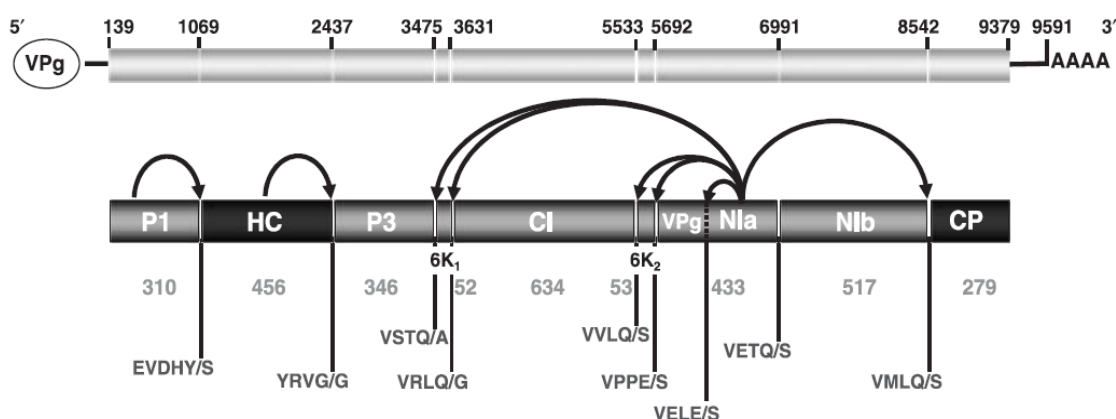 5′ 139 1069 2437 3475 3631 5533 5692 6991 8542 9379 9591 3′
VPg AAAA
P1 HC P3 CI VPg NIa NIb CP
6K1 6K2
310 456 346 52 634 53 433 517 279
VSTQ/A VVLQ/S
VETQ/S
EVDHY/S YRVG/G VRLQ/G VPPE/S VMLQ/S
VELE/S